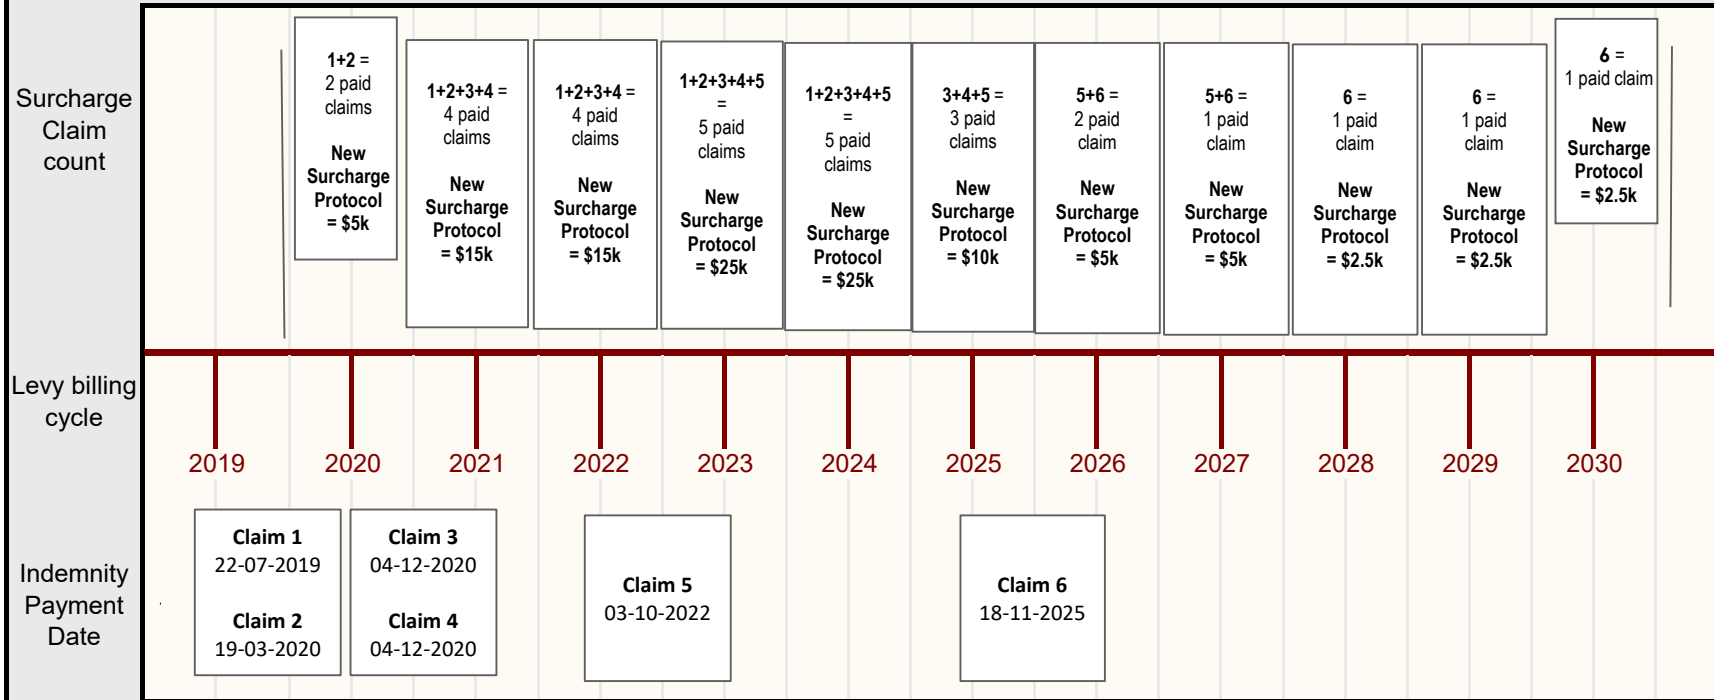 Surcharge
Claim
count
1+2 =
2 paid
claims
New
Surcharge
Protocol
= $5k
1+2+3+4 =
4 paid
claims
New
Surcharge
Protocol
= $15k
1+2+3+4 =
4 paid
claims
New
Surcharge
Protocol
= $15k
1+2+3+4+5
=
5 paid
claims
New
Surcharge
Protocol
= $25k
1+2+3+4+5
=
5 paid
claims
New
Surcharge
Protocol
= $25k
3+4+5 =
3 paid
claims
New
Surcharge
Protocol
= $10k
5+6 =
2 paid
claim
New
Surcharge
Protocol
= $5k
5+6 =
1 paid
claim
New
Surcharge
Protocol
= $5k
6 =
1 paid
claim
New
Surcharge
Protocol
= $2.5k
6 =
1 paid
claim
New
Surcharge
Protocol
= $2.5k
6 =
1 paid claim
New
Surcharge
Protocol
= $2.5k
Levy billing
cycle
2019
2020
2021
2022
2023
2024
2025
2026
2027
2028
2029
2030
Indemnity
Payment
Date
Claim 1
22-07-2019
Claim 2
19-03-2020
Claim 3
04-12-2020
Claim 4
04-12-2020
Claim 5
03-10-2022
Claim 6
18-11-2025